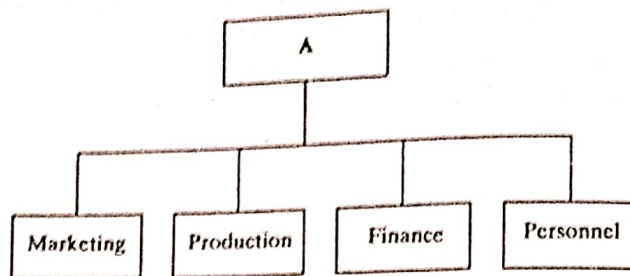 A
Marketing
Production
Finance
Personnel